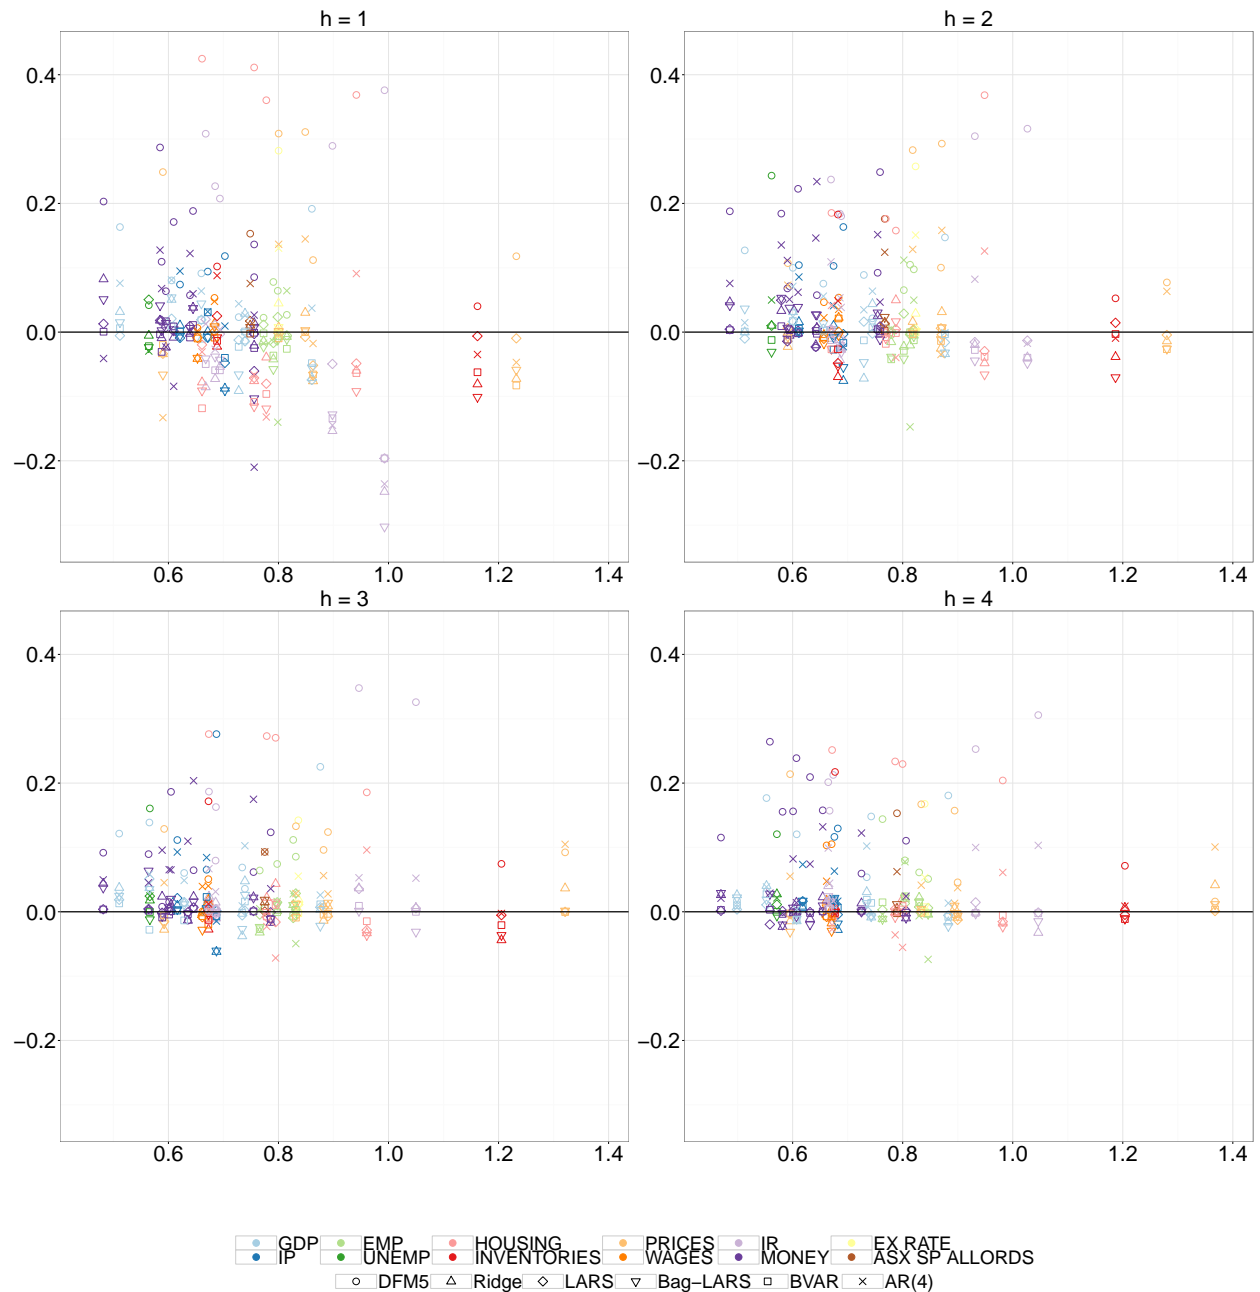 h = 1 h = 2
0.4 0.4
0.2 0.2
0.0 0.0
−0.2 −0.2
0.6 0.8 1.0 1.2 1.4 0.6 0.8 1.0 1.2 1.4
h = 3 h = 4
0.4 0.4
0.2 0.2
0.0 0.0
−0.2 −0.2
0.6 0.8 1.0 1.2 1.4 0.6 0.8 1.0 1.2 1.4
GDP EMP HOUSING PRICES IR EX RATE
IP UNEMP INVENTORIES WAGES MONEY ASX SP ALLORDS
DFM5 Ridge LARS Bag−LARS BVAR AR(4)